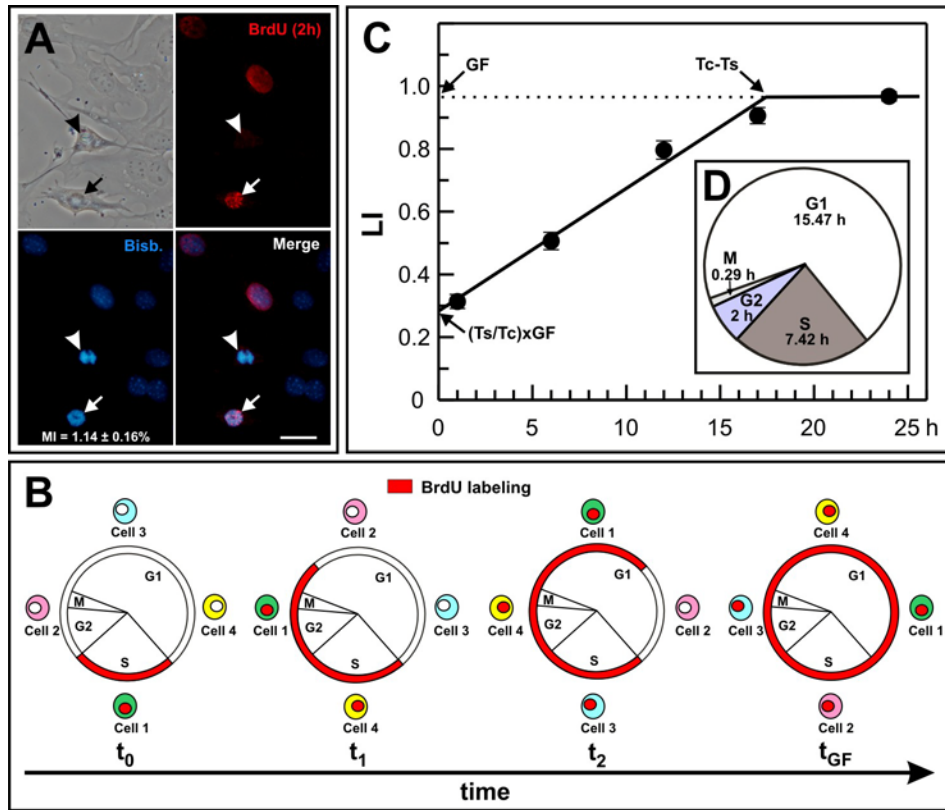 A
BrdU (2h)
Bisb.
Merge
MI = 1.14 ± 0.16%
C
GF
Tc-Ts
1.0
0.8
0.6
0.4
0.2
0
LI
(Ts/Tc)xGF
0
6
12
18
25 h
D
G1
15.47 h
M
0.29 h
G2
2 h
S
7.42 h
B
BrdU labeling
Cell 3
Cell 2
Cell 4
Cell 1
G1
M
G2
S
t0
Cell 2
Cell 1
Cell 3
Cell 4
G1
M
G2
S
t1
Cell 1
Cell 4
Cell 2
Cell 3
G1
M
G2
S
t2
Cell 4
Cell 3
Cell 1
Cell 2
G1
M
G2
S
tGF
time